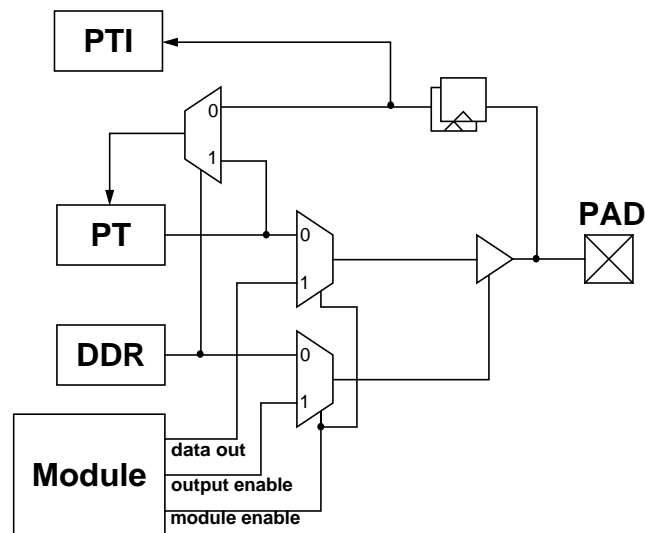 PTI
0
1
PT
0
1
PAD
DDR
0
1
Module
data out
output enable
module enable